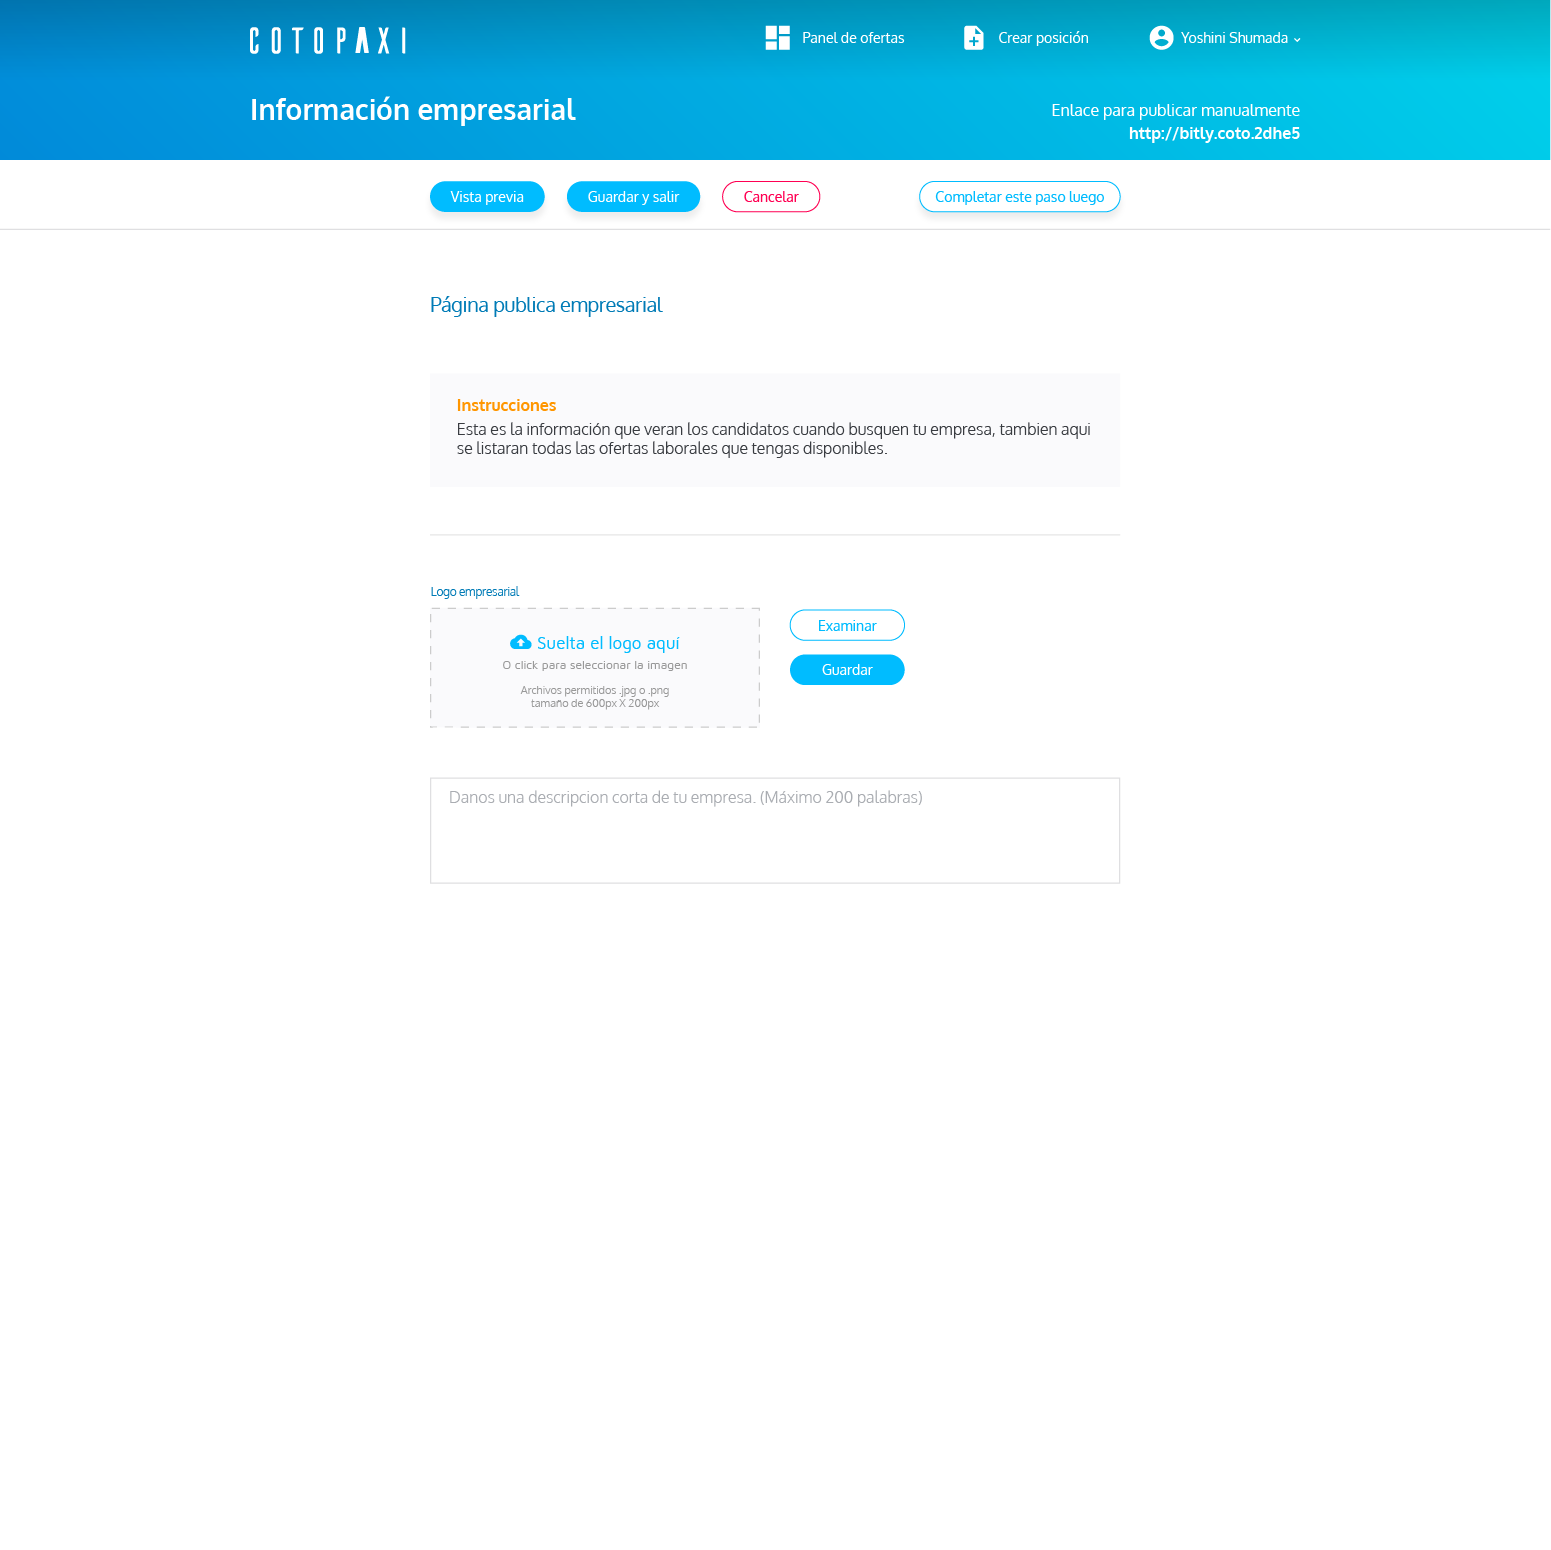 COTOPAXI
Panel de ofertas
Crear posición
Yoshini Shumada
Información empresarial
Enlace para publicar manualmente
http://bitly.coto.2dhe5
Vista previa
Guardar y salir
Cancelar
Completar este paso luego
Página publica empresarial
Instrucciones
Esta es la información que veran los candidatos cuando busquen tu empresa, tambien aqui
se listaran todas las ofertas laborales que tengas disponibles.
Logo empresarial
Suelta el logo aquí
O click para seleccionar la imagen
Archivos permitidos .jpg o .png
tamaño de 600px X 200px
Examinar
Guardar
Danos una descripcion corta de tu empresa. (Máximo 200 palabras)